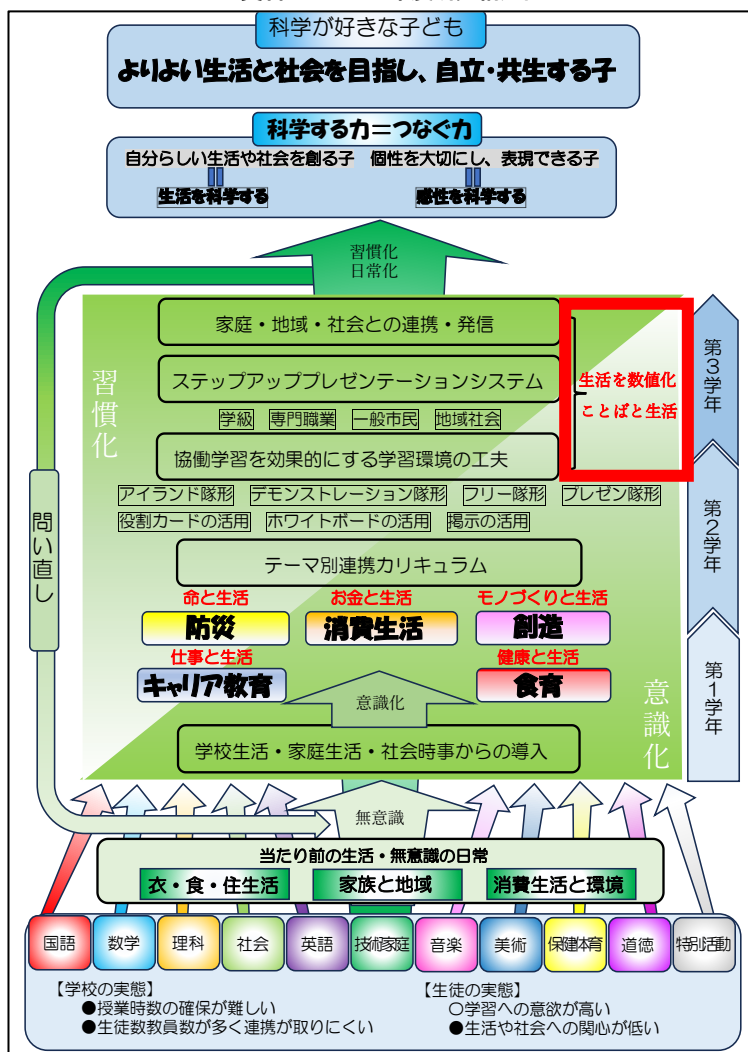 科学が好きな子ども
よりよい生活と社会を目指し、自立・共生する子
科学する力＝つなぐ力
自分らしい生活や社会を創る子　個性を大切にし、表現できる子
生活を科学する　感性を科学する
習慣化
日常化
家庭・地域・社会との連携・発信
習慣化
ステップアッププレゼンテーションシステム
生活を数値化
ことばと生活
学級　専門職業　一般市民　地域社会
協働学習を効果的にする学習環境の工夫
アイランド隊形　デモンストレーション隊形　フリー隊形　プレゼン隊形
役割カードの活用　ホワイトボードの活用　掲示の活用
テーマ別連携カリキュラム
命と生活　お金と生活　モノづくりと生活
防災　消費生活　創造
仕事と生活　健康と生活
キャリア教育　食育
意識化
意識化
学校生活・家庭生活・社会時事からの導入
第3学年
第2学年
第1学年
問い直し
無意識
当たり前の生活・無意識の日常
衣・食・住生活　家族と地域　消費生活と環境
国語　数学　理科　社会　英語　技術家庭　音楽　美術　保健体育　道徳　特別活動
【学校の実態】　【生徒の実態】
●授業時数の確保が難しい　○学習への意欲が高い
●生徒数教員数が多く連携が取りにくい　●生活や社会への関心が低い